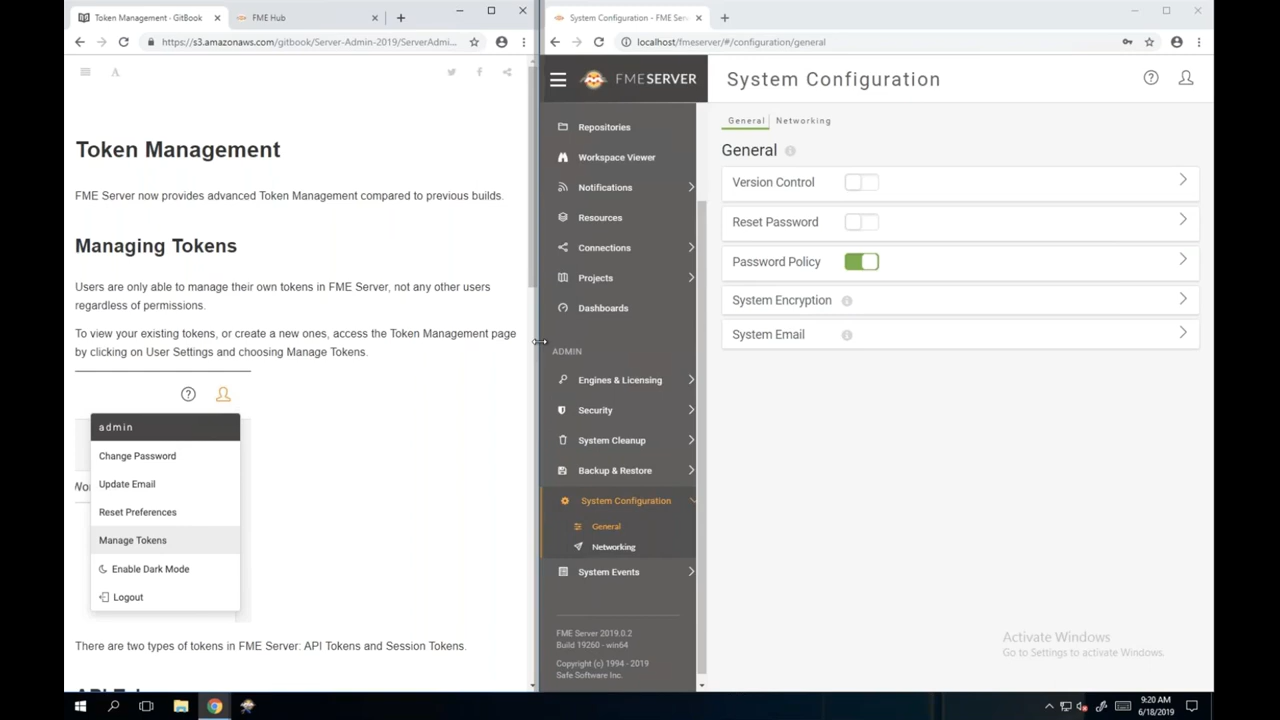 Token Management - GitBook
FME Hub
https://s3.amazonaws.com/gitbook/Server-Admin-2019/ServerAdmi...
A
Token Management
FME Server now provides advanced Token Management compared to previous builds.
Managing Tokens
Users are only able to manage their own tokens in FME Server, not any other users
regardless of permissions.
To view your existing tokens, or create a new ones, access the Token Management page
by clicking on User Settings and choosing Manage Tokens.
admin
Change Password
Update Email
Reset Preferences
Manage Tokens
Enable Dark Mode
Logout
There are two types of tokens in FME Server: API Tokens and Session Tokens.
System Configuration - FME Ser
localhost/fmeserver/#/configuration/general
FMESERVER
System Configuration
Repositories
Workspace Viewer
Notifications
Resources
Connections
Projects
Dashboards
ADMIN
Engines & Licensing
Security
System Cleanup
Backup & Restore
System Configuration
General
Networking
System Events
FME Server 2019.0.2
Build 19260 - win64
Copyright (c) 1994 - 2019
Safe Software Inc.
General Networking
General
Version Control
Reset Password
Password Policy
System Encryption
System Email
Activate Windows
Go to Settings to activate Windows.
9:20 AM
6/18/2019